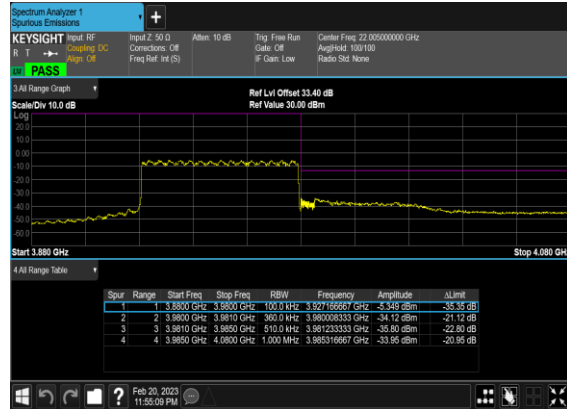 Spectrum Analyzer 1
Spurious Emissions
KEYSIGHT Input: RF Input Z: 50 Ω Atten: 10 dB Trig: Free Run Center Freq: 22.005000000 GHz
R T Coupling: DC Corrections: Off Gate: Off Avg|Hold: 100/100
Align: Off Freq Ref: Int (S) IF Gain: Low Radio Std: None
PASS
3 All Range Graph
Ref Lvl Offset 33.40 dB
Scale/Div 10.0 dB Ref Value 30.00 dBm
Log
20.0
10.0
0.00
-10.0
-20.0
-30.0
-40.0
-50.0
-60.0
Start 3.880 GHz Stop 4.080 GHz
4 All Range Table
Spur Range Start Freq Stop Freq RBW Frequency Amplitude ΔLimit
1 1 3.8800 GHz 3.9800 GHz 100.0 kHz 3.927166667 GHz -5.349 dBm -35.35 dB
2 2 3.9800 GHz 3.9810 GHz 360.0 kHz 3.980008333 GHz -34.12 dBm -21.12 dB
3 3 3.9810 GHz 3.9850 GHz 510.0 kHz 3.981233333 GHz -35.80 dBm -22.80 dB
4 4 3.9850 GHz 4.0800 GHz 1.000 MHz 3.985316667 GHz -33.95 dBm -20.95 dB
? Feb 20, 2023
11:55:09 PM